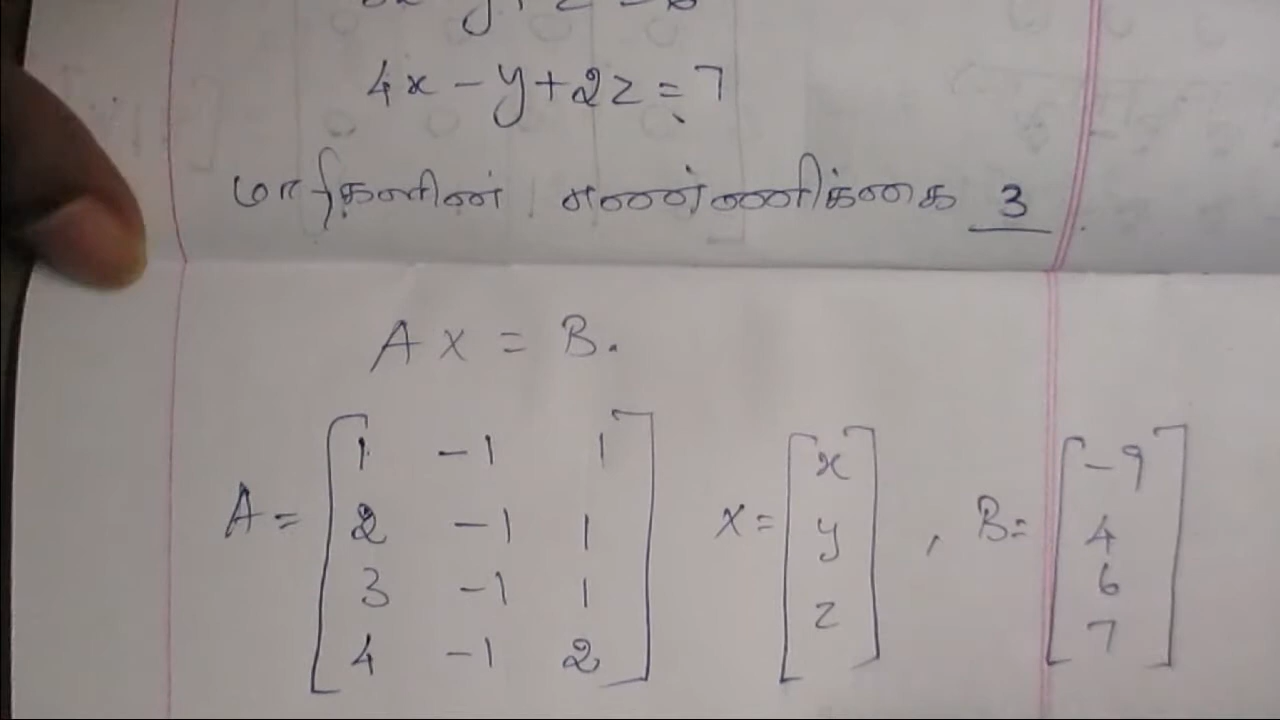 4x - y + 2z = 7
மாறிகளின் எண்ணிக்கை 3
A X = B.
A = [1 -1 1 X = [x , B = [-9
2 -1 1 y 4
3 -1 1 z] 6
4 -1 2] 7]